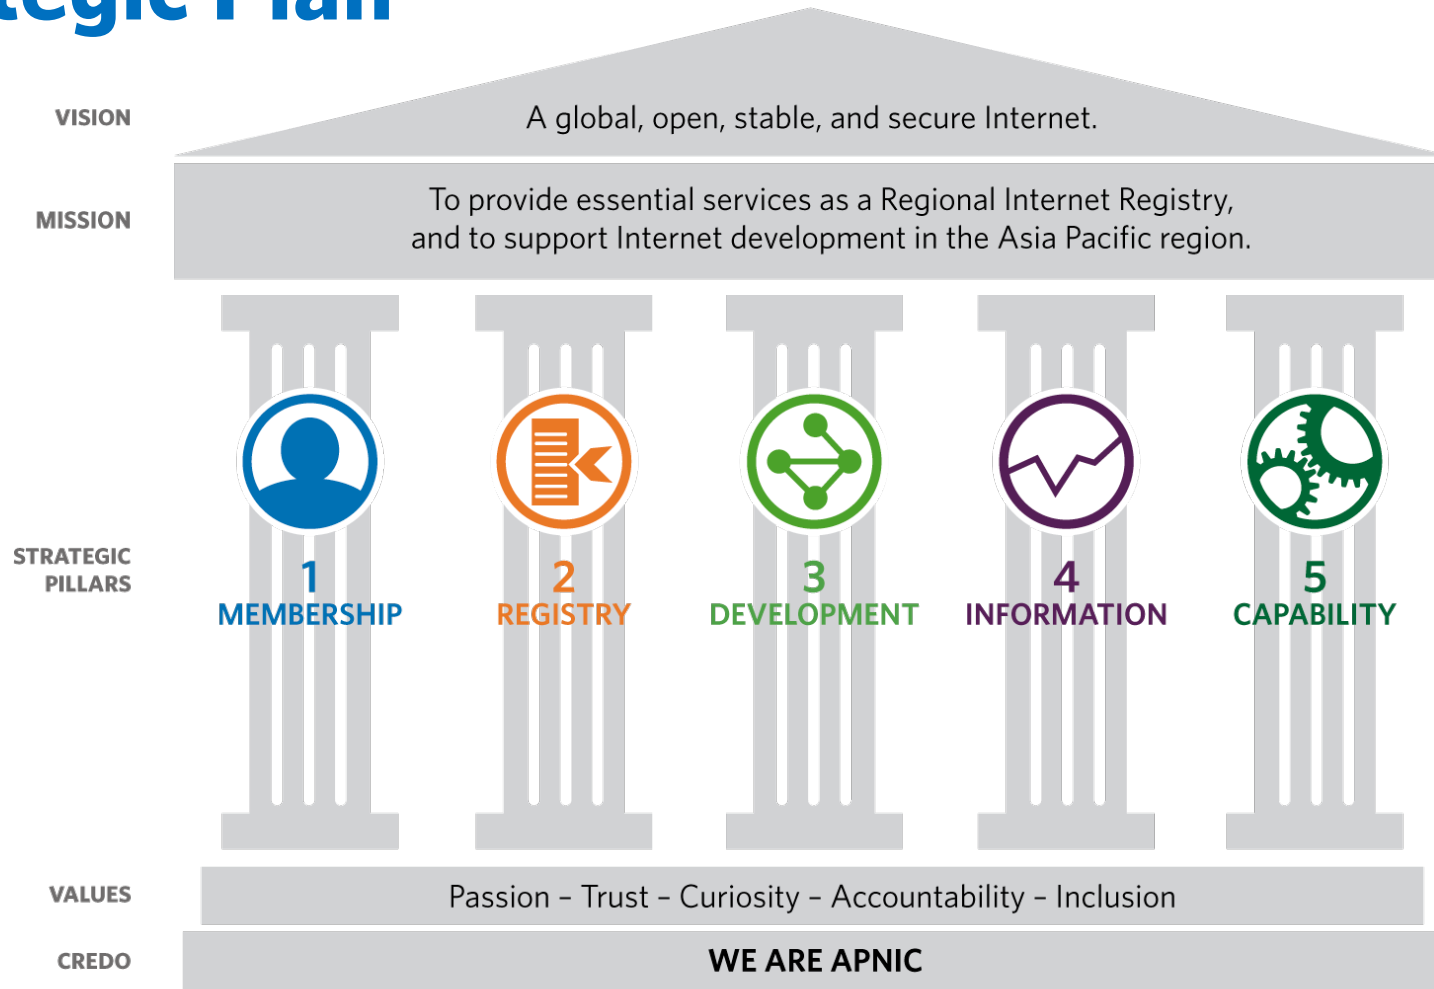 Plan
VISION
A global, open, stable, and secure Internet.
MISSION
To provide essential services as a Regional Internet Registry,
and to support Internet development in the Asia Pacific region.
STRATEGIC
PILLARS
1
MEMBERSHIP
2
REGISTRY
3
DEVELOPMENT
4
INFORMATION
5
CAPABILITY
VALUES
Passion – Trust – Curiosity – Accountability – Inclusion
CREDO
WE ARE APNIC